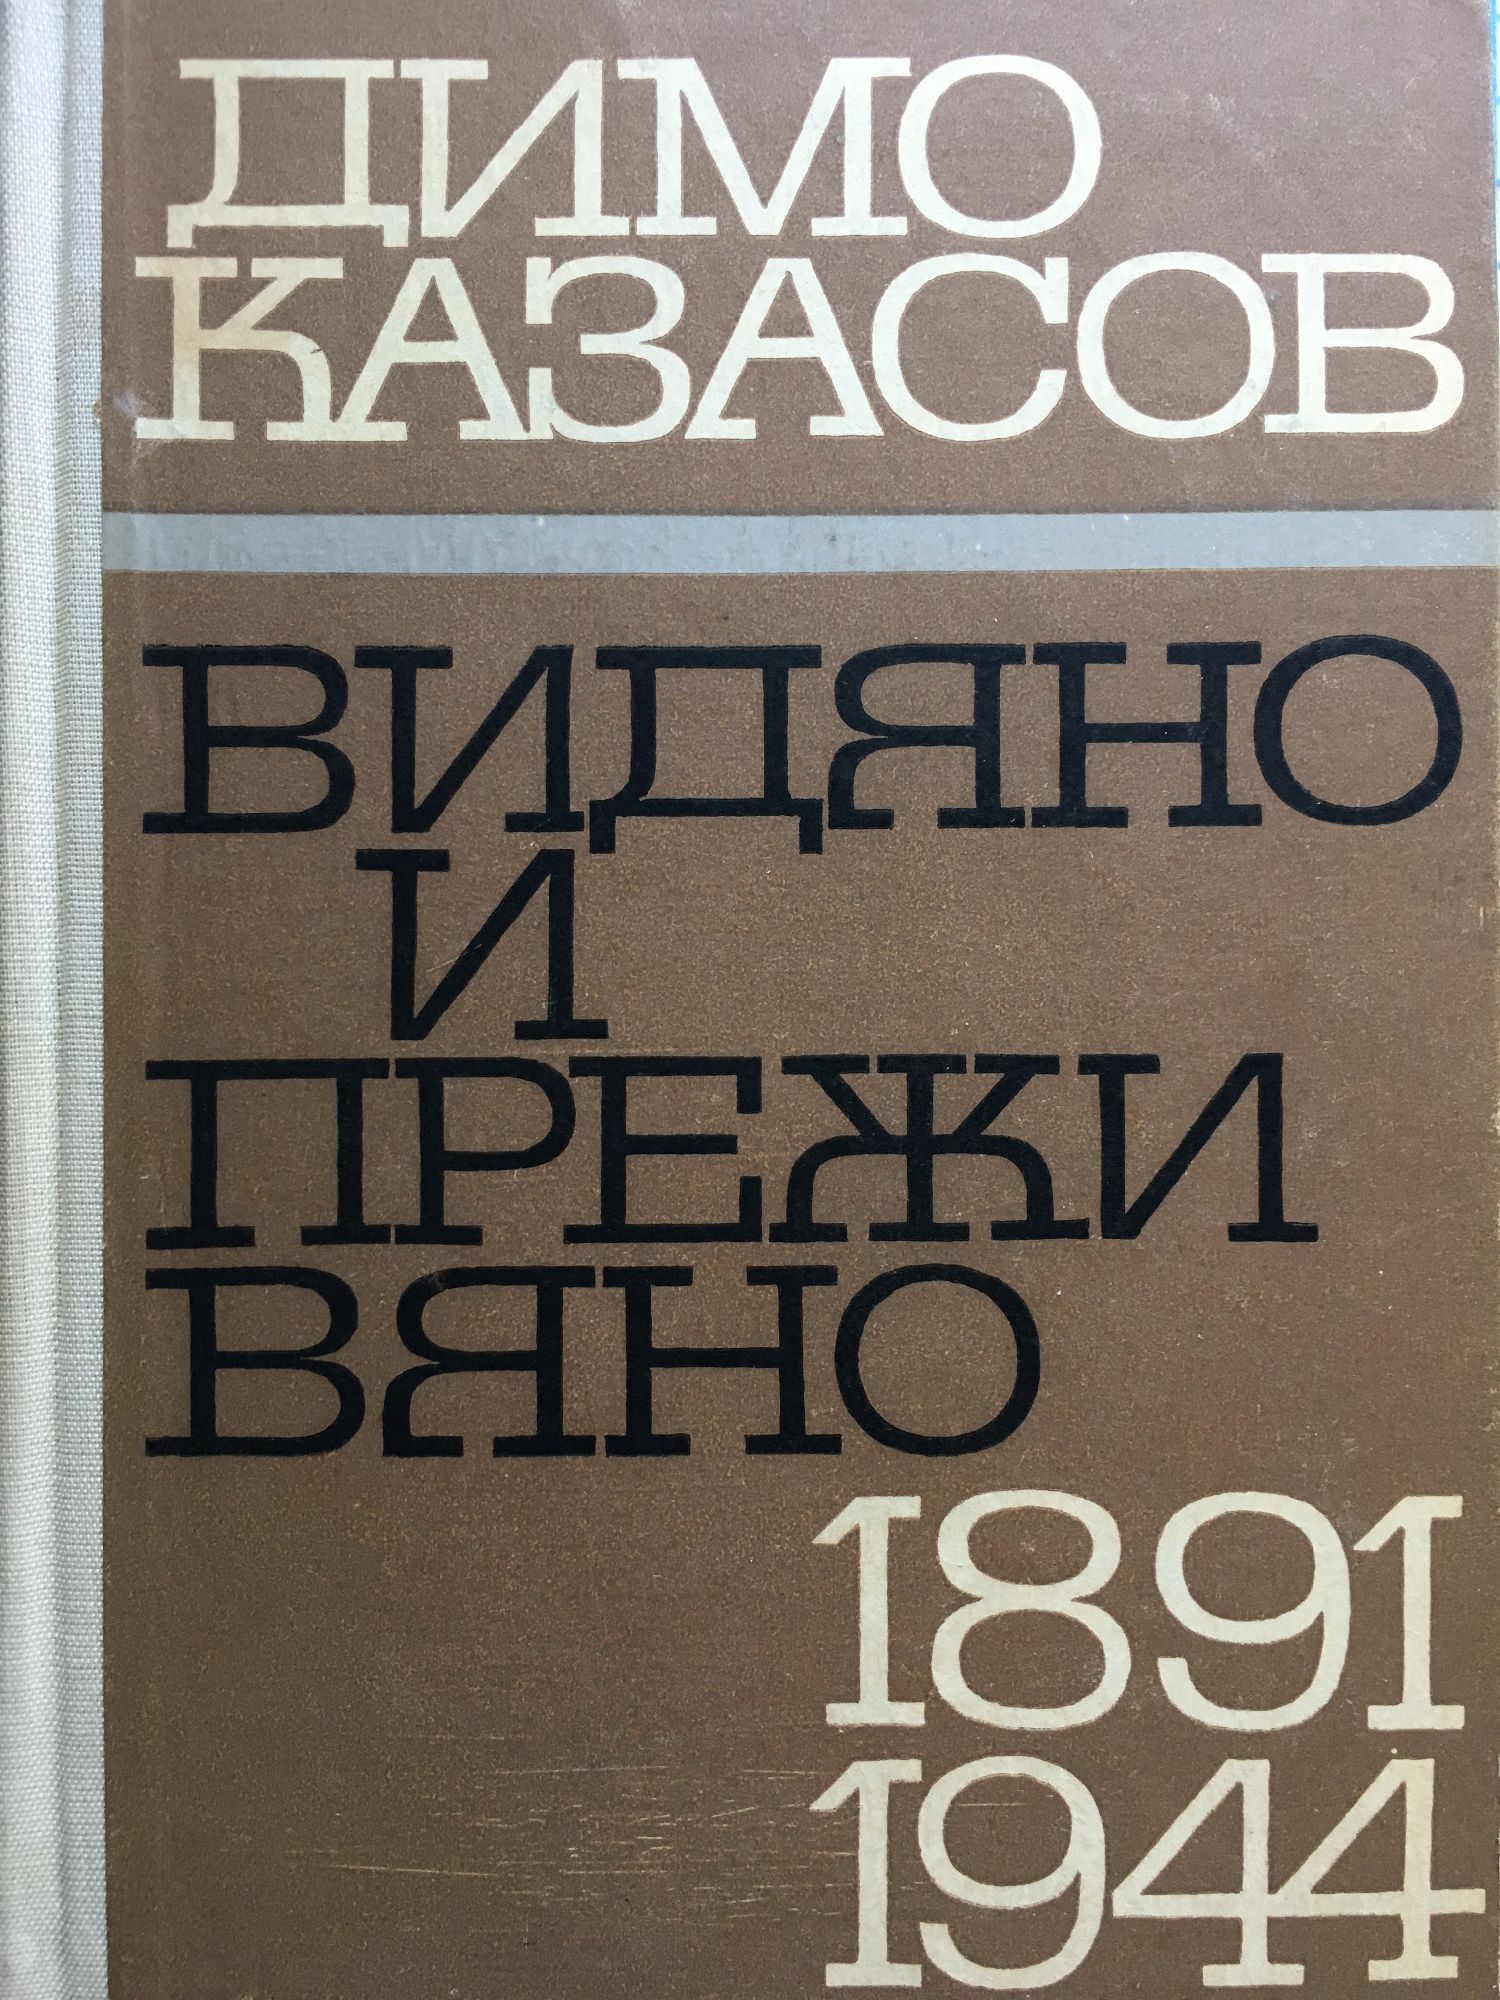 ДИМО
КАЗАСОВ
ВИДЯНО
И
ПРЕЖИ
ВЯНО
1891
1944